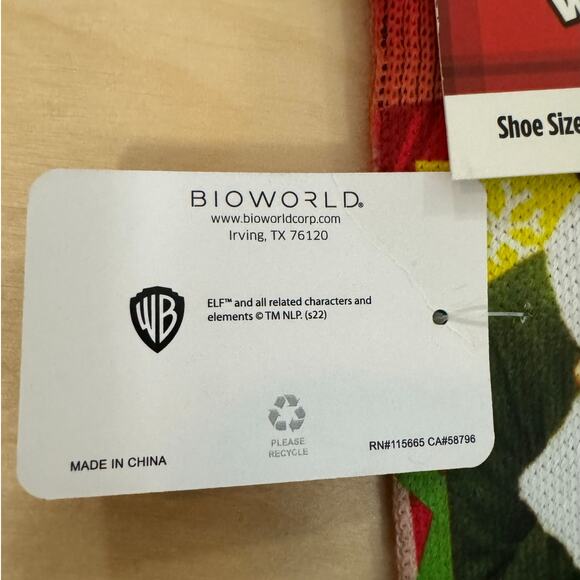 Shoe Size
BIOWORLD®
www.bioworldcorp.com
Irving, TX 76120
WB
ELF™ and all related characters and
elements © TM NLP. (s22)
PLEASE
RECYCLE
RN#115665 CA#58796
MADE IN CHINA